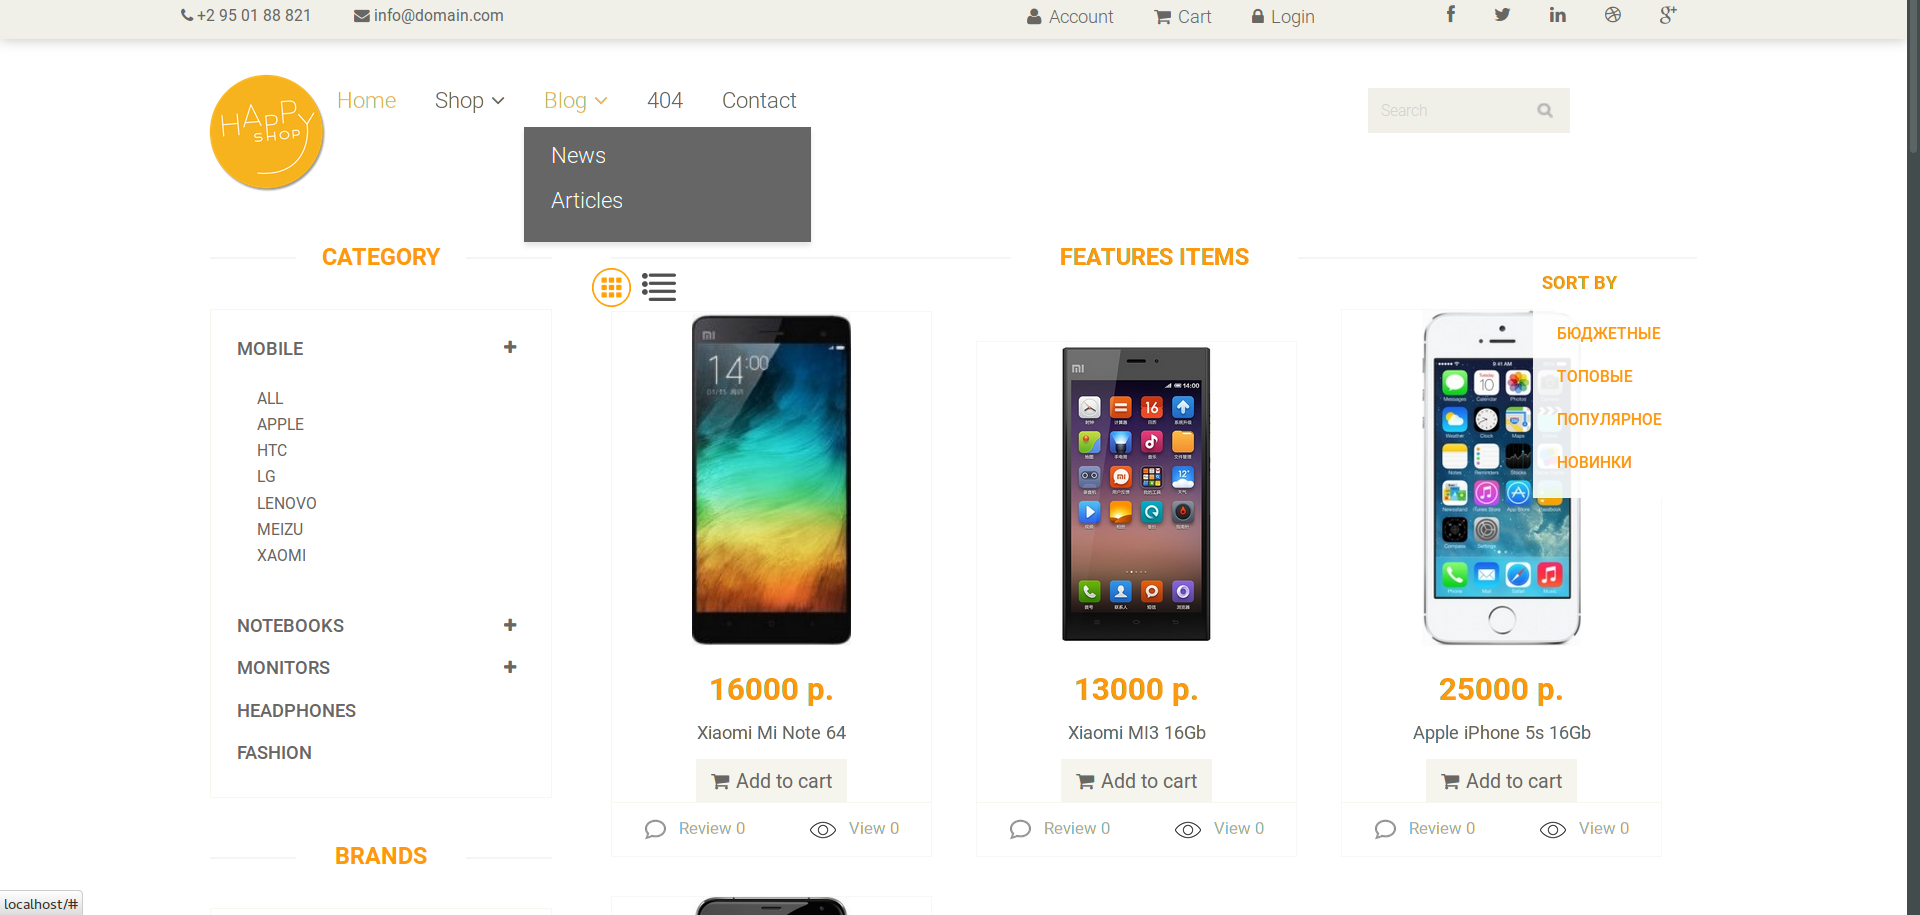 +2 95 01 88 821
info@domain.com
Account
Cart
Login
HAPPY
SHOP
Home
Shop
Blog
404
Contact
Search
News
Articles
CATEGORY
FEATURES ITEMS
SORT BY
MOBILE
ALL
APPLE
HTC
LG
LENOVO
MEIZU
XAOMI
NOTEBOOKS
MONITORS
HEADPHONES
FASHION
БЮДЖЕТНЫЕ
ТОПОВЫЕ
ПОПУЛЯРНОЕ
НОВИНКИ
16000 р.
Xiaomi Mi Note 64
Add to cart
Review 0
View 0
13000 р.
Xiaomi MI3 16Gb
Add to cart
Review 0
View 0
25000 р.
Apple iPhone 5s 16Gb
Add to cart
Review 0
View 0
BRANDS
localhost/#